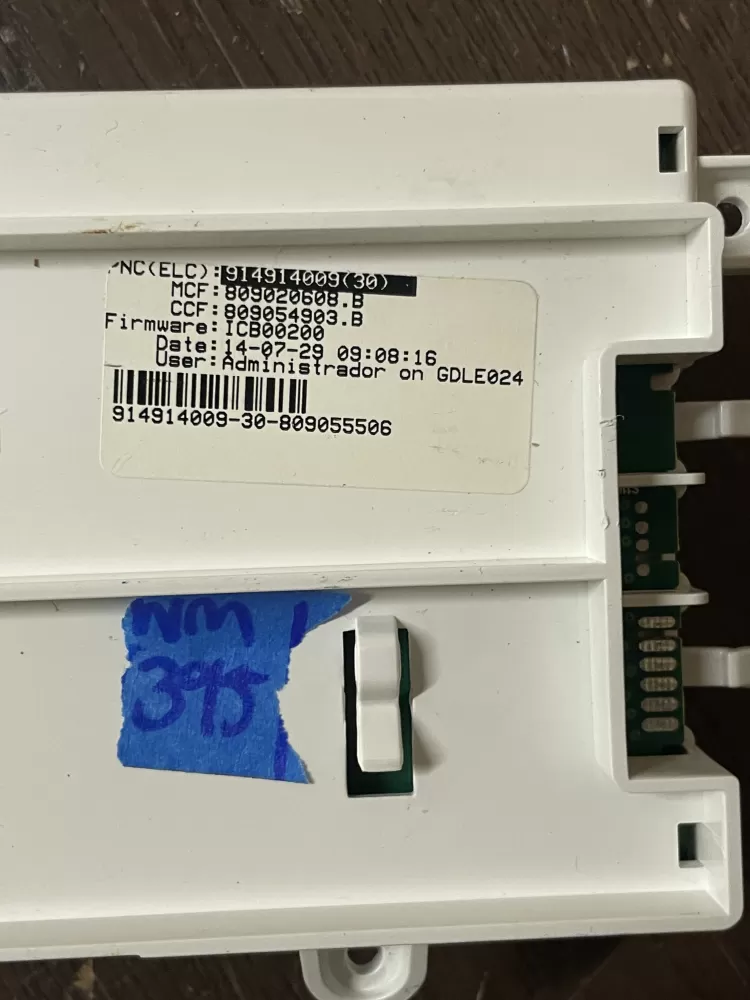 PNC(ELC):914914009(30)
MCF:809020608.B
CCF:809054903.B
Firmware:ICB00200
Date:14-07-29 09:08:16
User:Administrador on GDLE024
914914009-30-809055506
WM
395